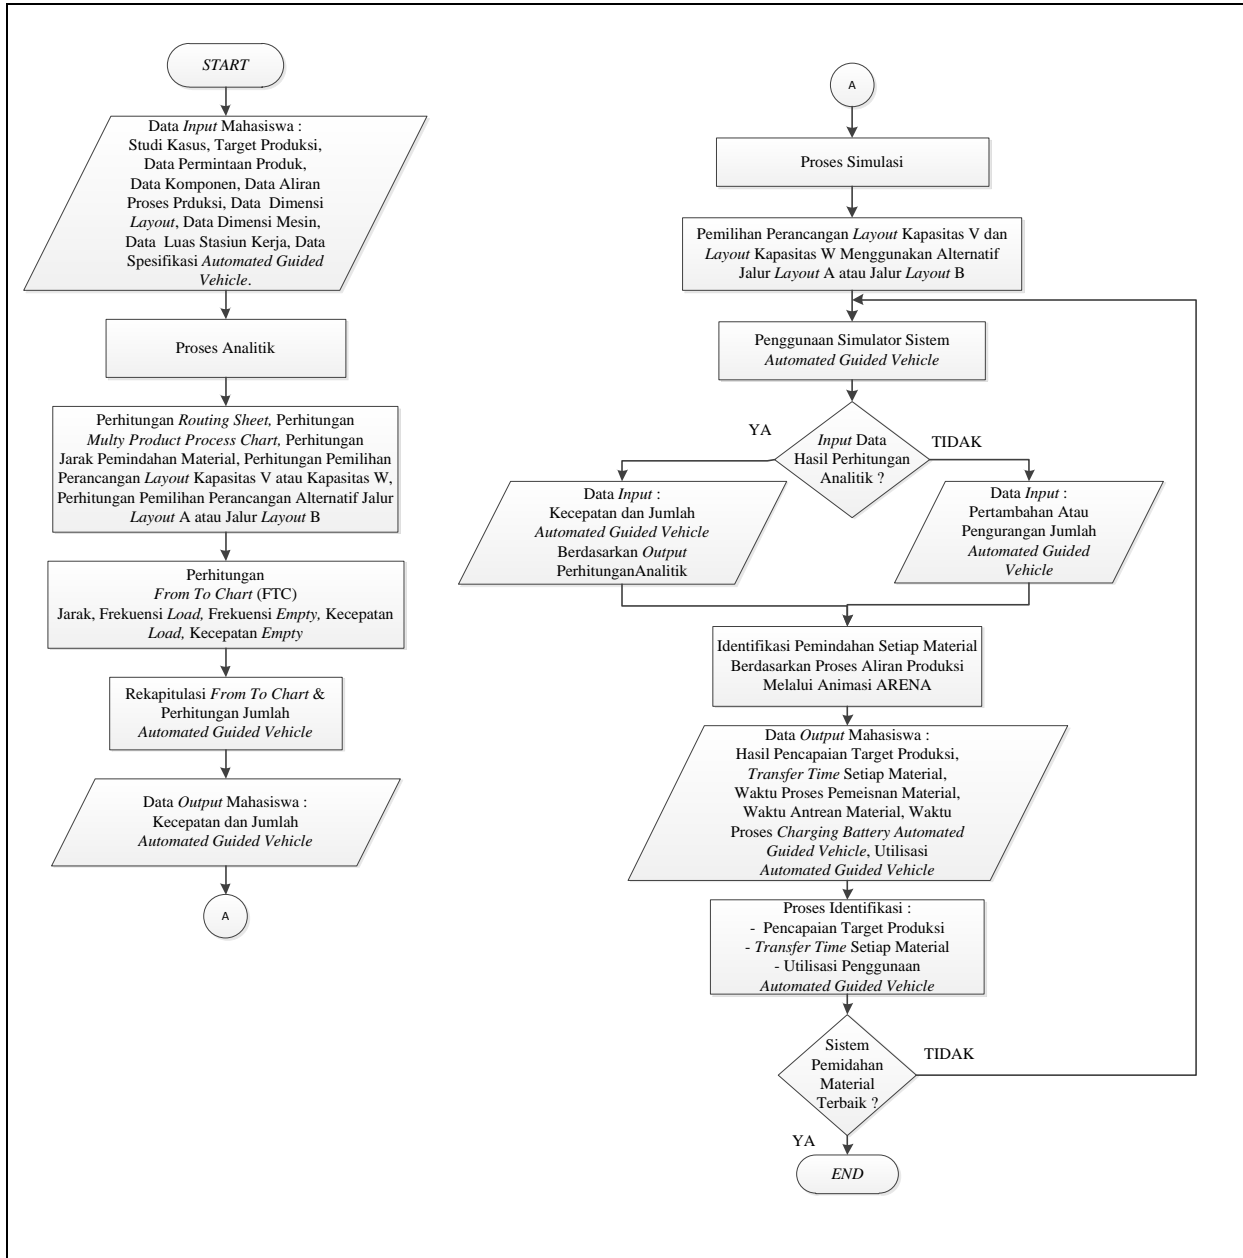 START
Data Input Mahasiswa :
Studi Kasus, Target Produksi,
Data Permintaan Produk,
Data Komponen, Data Aliran
Proses Prduksi, Data  Dimensi
Layout, Data Dimensi Mesin,
Data  Luas Stasiun Kerja, Data
Spesifikasi Automated Guided
Vehicle.
Proses Analitik
Perhitungan Routing Sheet, Perhitungan
Multy Product Process Chart, Perhitungan
Jarak Pemindahan Material, Perhitungan Pemilihan
Perancangan Layout Kapasitas V atau Kapasitas W,
Perhitungan Pemilihan Perancangan Alternatif Jalur
Layout A atau Jalur Layout B
Perhitungan
From To Chart (FTC)
Jarak, Frekuensi Load, Frekuensi Empty, Kecepatan
Load, Kecepatan Empty
Rekapitulasi From To Chart &
Perhitungan Jumlah
Automated Guided Vehicle
Data Output Mahasiswa :
Kecepatan dan Jumlah
Automated Guided Vehicle
A
A
Proses Simulasi
Pemilihan Perancangan Layout Kapasitas V dan
Layout Kapasitas W Menggunakan Alternatif
Jalur Layout A atau Jalur Layout B
Penggunaan Simulator Sistem
Automated Guided Vehicle
YA
Input Data
Hasil Perhitungan
Analitik ?
TIDAK
Data Input :
Kecepatan dan Jumlah
Automated Guided Vehicle
Berdasarkan Output
PerhitunganAnalitik
Data Input :
Pertambahan Atau
Pengurangan Jumlah
Automated Guided
Vehicle
Identifikasi Pemindahan Setiap Material
Berdasarkan Proses Aliran Produksi
Melalui Animasi ARENA
Data Output Mahasiswa :
Hasil Pencapaian Target Produksi,
Transfer Time Setiap Material,
Waktu Proses Pemeisnan Material,
Waktu Antrean Material, Waktu
Proses Charging Battery Automated
Guided Vehicle, Utilisasi
Automated Guided Vehicle
Proses Identifikasi :
- Pencapaian Target Produksi
- Transfer Time Setiap Material
- Utilisasi Penggunaan
Automated Guided Vehicle
Sistem
Pemidahan
Material
Terbaik ?
TIDAK
YA
END